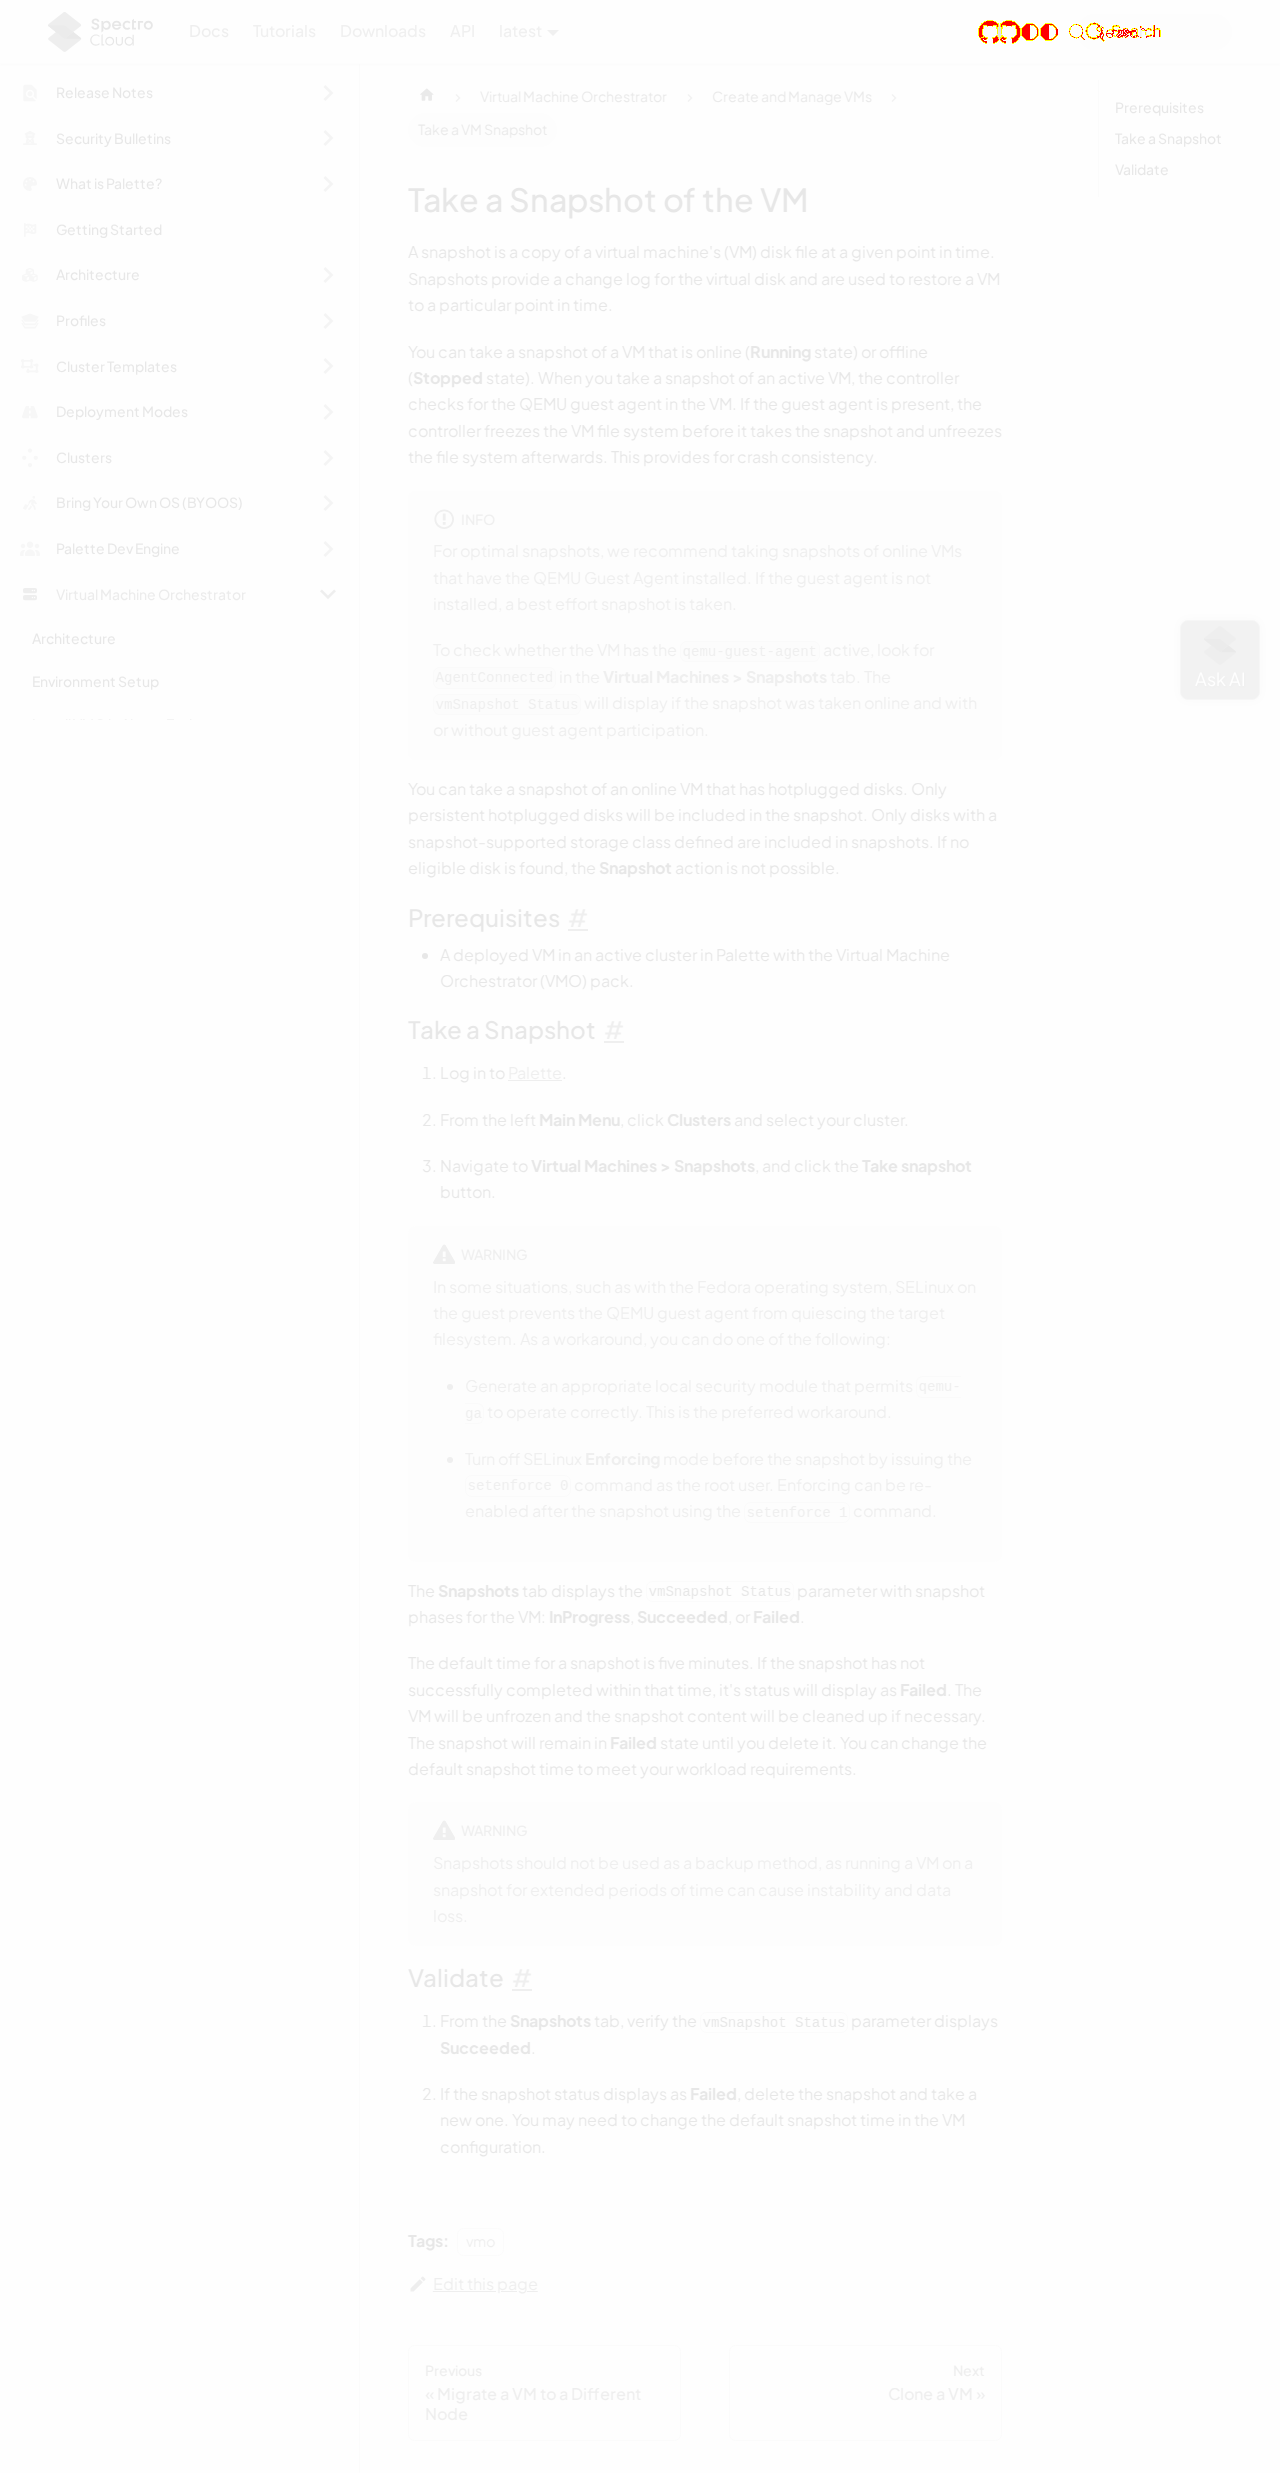 Spectro
Cloud
Docs
Tutorials
Downloads
API
latest
Search
Release Notes
Security Bulletins
What is Palette?
Getting Started
Architecture
Profiles
Cluster Templates
Deployment Modes
Clusters
Bring Your Own OS (BYOOS)
Palette Dev Engine
Virtual Machine Orchestrator
Architecture
Environment Setup
Virtual Machine Orchestrator
Create and Manage VMs
Take a VM Snapshot
Take a Snapshot of the VM
A snapshot is a copy of a virtual machine's (VM) disk file at a given point in time.
Snapshots provide a change log for the virtual disk and are used to restore a VM
to a particular point in time.
You can take a snapshot of a VM that is online (Running state) or offline
(Stopped state). When you take a snapshot of an active VM, the controller
checks for the QEMU guest agent in the VM. If the guest agent is present, the
controller freezes the VM file system before it takes the snapshot and unfreezes
the file system afterwards. This provides for crash consistency.
INFO
For optimal snapshots, we recommend taking snapshots of online VMs
that have the QEMU Guest Agent installed. If the guest agent is not
installed, a best effort snapshot is taken.
To check whether the VM has the qemu-guest-agent active, look for
AgentConnected in the Virtual Machines > Snapshots tab. The
vmSnapshot Status will display if the snapshot was taken online and with
or without guest agent participation.
You can take a snapshot of an online VM that has hotplugged disks. Only
persistent hotplugged disks will be included in the snapshot. Only disks with a
snapshot-supported storage class defined are included in snapshots. If no
eligible disk is found, the Snapshot action is not possible.
Prerequisites #
• A deployed VM in an active cluster in Palette with the Virtual Machine
Orchestrator (VMO) pack.
Take a Snapshot #
1. Log in to Palette.
2. From the left Main Menu, click Clusters and select your cluster.
3. Navigate to Virtual Machines > Snapshots, and click the Take snapshot
button.
WARNING
In some situations, such as with the Fedora operating system, SELinux on
the guest prevents the QEMU guest agent from quiescing the target
filesystem. As a workaround, you can do one of the following:
• Generate an appropriate local security module that permits qemu-
ga to operate correctly. This is the preferred workaround.
• Turn off SELinux Enforcing mode before the snapshot by issuing the
setenforce 0 command as the root user. Enforcing can be re-
enabled after the snapshot using the setenforce 1 command.
The Snapshots tab displays the vmSnapshot Status parameter with snapshot
phases for the VM: InProgress, Succeeded, or Failed.
The default time for a snapshot is five minutes. If the snapshot has not
successfully completed within that time, it's status will display as Failed. The
VM will be unfrozen and the snapshot content will be cleaned up if necessary.
The snapshot will remain in Failed state until you delete it. You can change the
default snapshot time to meet your workload requirements.
WARNING
Snapshots should not be used as a backup method, as running a VM on a
snapshot for extended periods of time can cause instability and data
loss.
Validate #
1. From the Snapshots tab, verify the vmSnapshot Status parameter displays
Succeeded.
2. If the snapshot status displays as Failed, delete the snapshot and take a
new one. You may need to change the default snapshot time in the VM
configuration.
Tags: vmo
Edit this page
Previous
« Migrate a VM to a Different
Node
Next
Clone a VM »
Prerequisites
Take a Snapshot
Validate
Ask AI